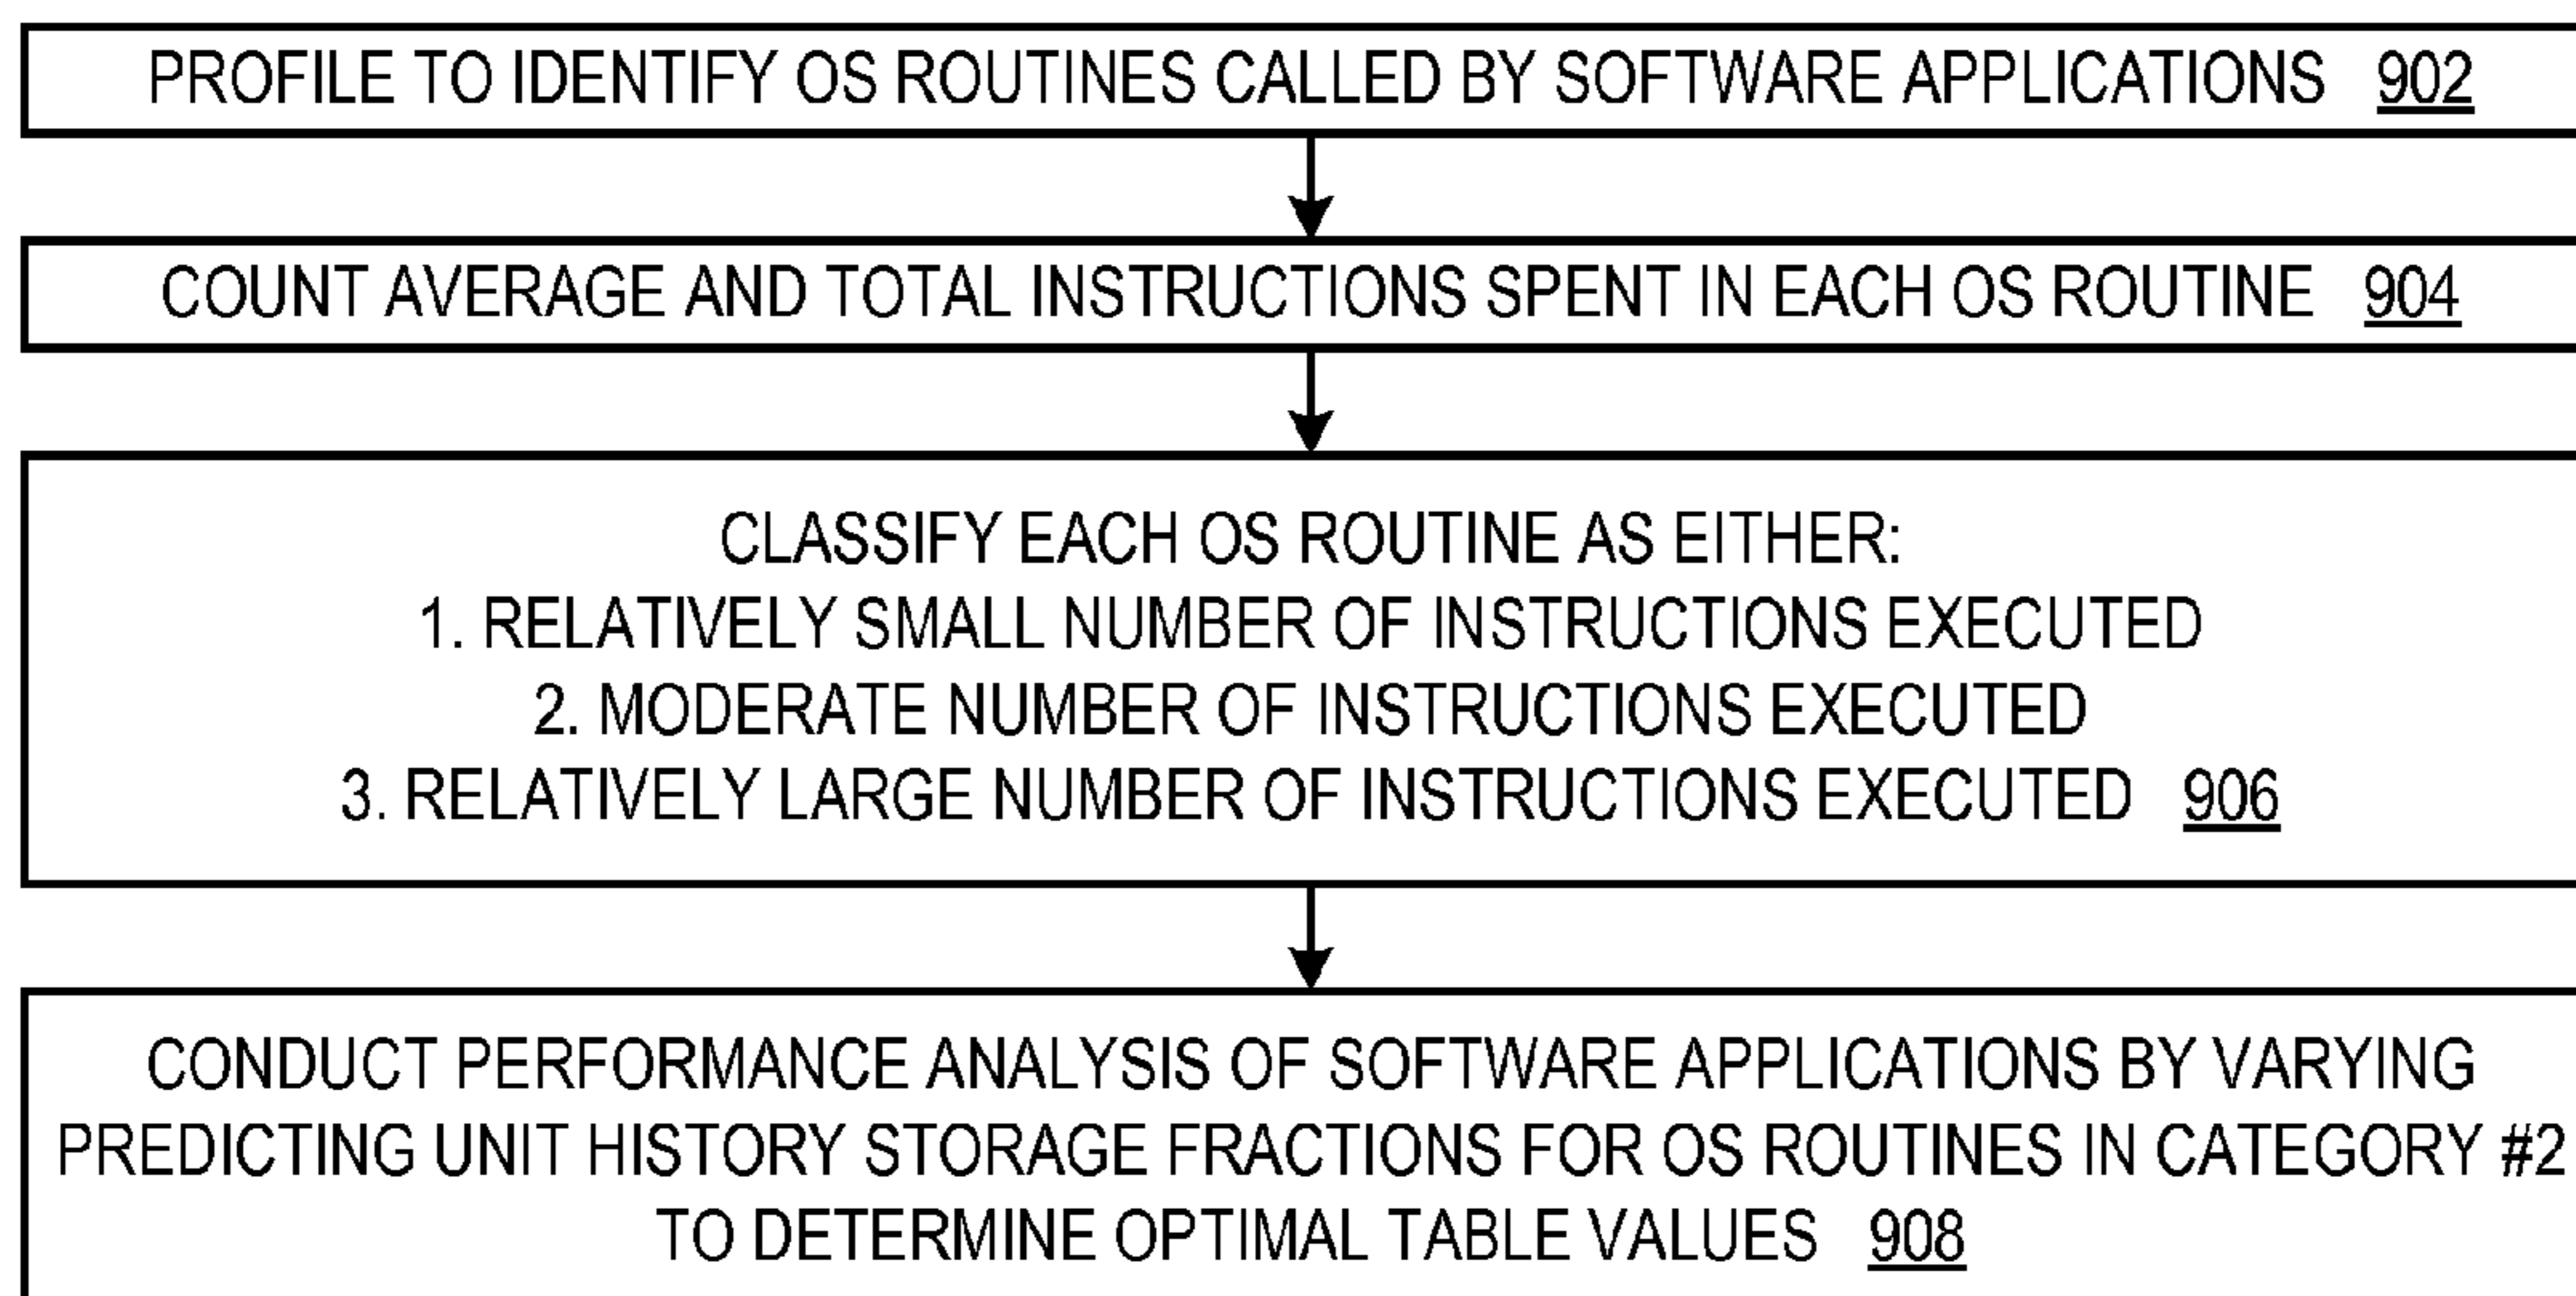 PROFILE TO IDENTIFY OS ROUTINES CALLED BY SOFTWARE APPLICATIONS 902
COUNT AVERAGE AND TOTAL INSTRUCTIONS SPENT IN EACH OS ROUTINE 904
CLASSIFY EACH OS ROUTINE AS EITHER:
1. RELATIVELY SMALL NUMBER OF INSTRUCTIONS EXECUTED
2. MODERATE NUMBER OF INSTRUCTIONS EXECUTED
3. RELATIVELY LARGE NUMBER OF INSTRUCTIONS EXECUTED 906
CONDUCT PERFORMANCE ANALYSIS OF SOFTWARE APPLICATIONS BY VARYING
PREDICTING UNIT HISTORY STORAGE FRACTIONS FOR OS ROUTINES IN CATEGORY #2
TO DETERMINE OPTIMAL TABLE VALUES 908